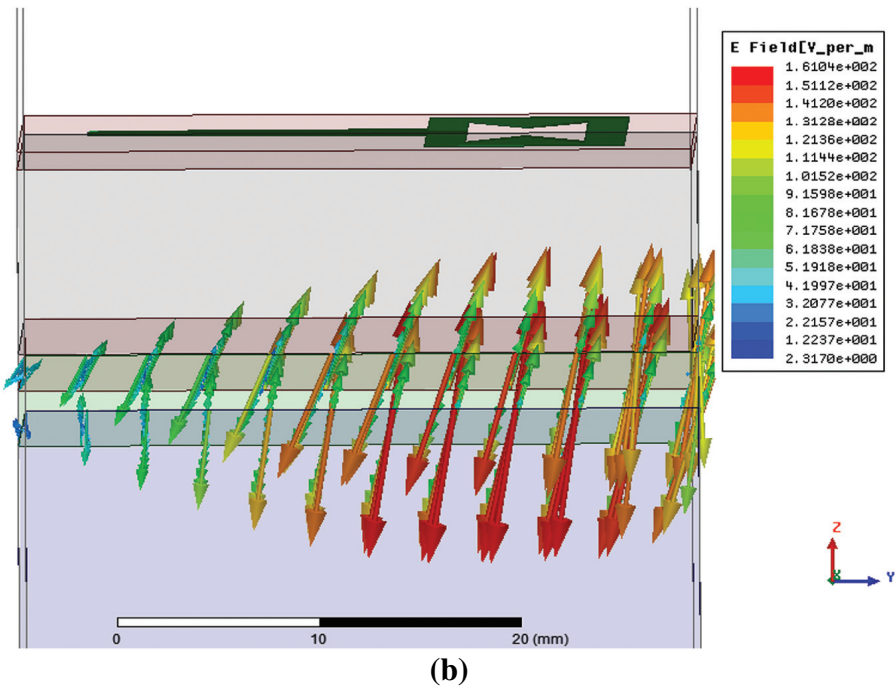 E Field[V_per_m
1.6104e+002
1.5112e+002
1.4120e+002
1.3128e+002
1.2136e+002
1.1144e+002
1.0152e+002
9.1598e+001
8.1678e+001
7.1758e+001
6.1838e+001
5.1918e+001
4.1997e+001
3.2077e+001
2.2157e+001
1.2237e+001
2.3170e+000
Z
X
Y
0
10
20 (mm)
(b)